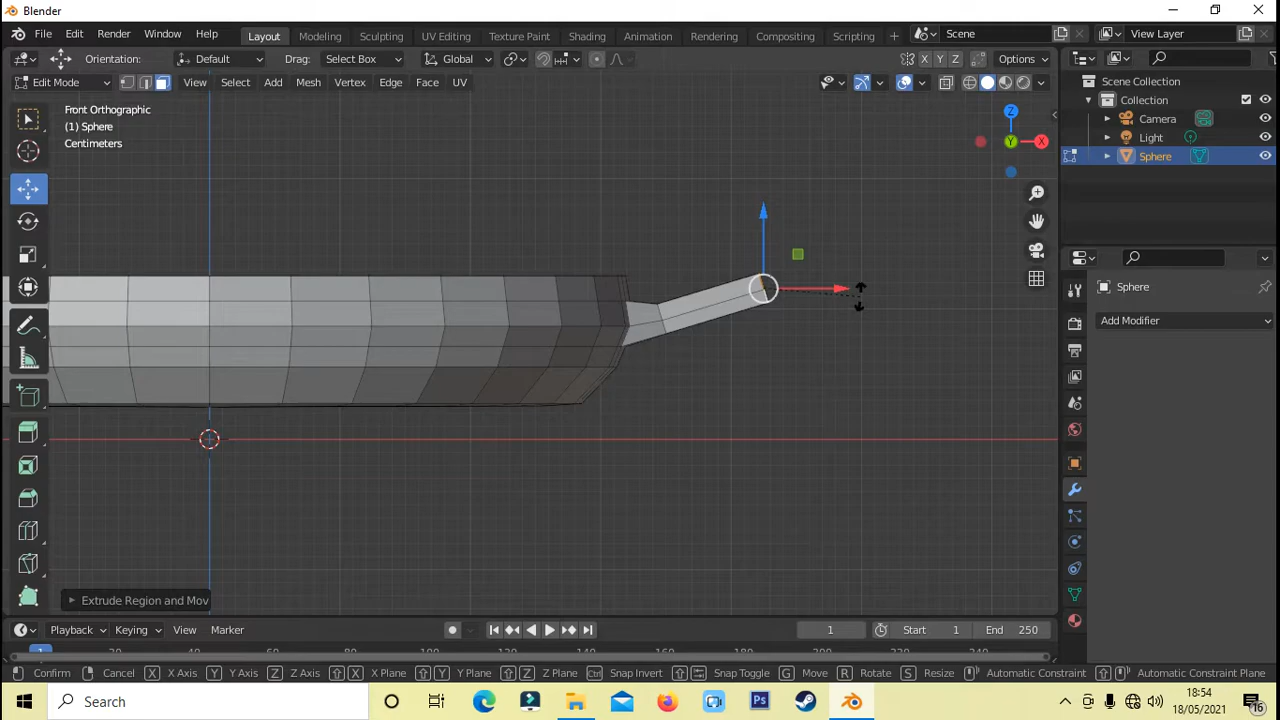 Blender
File Edit Render Window Help Layout Modeling Sculpting UV Editing Texture Paint Shading Animation Rendering Compositing Scripting + Scene View Layer
Orientation: Default Drag: Select Box Global X Y Z Options
Edit Mode View Select Add Mesh Vertex Edge Face UV
Front Orthographic
(1) Sphere
Centimeters
Z
Y
X
Scene Collection
Collection
Camera
Light
Sphere
Sphere
Add Modifier
Extrude Region and Mov
Playback Keying View Marker 1 Start 1 End 250
Confirm Cancel X X Axis Y Y Axis Z Z Axis X X Plane Y Y Plane Z Z Plane Ctrl Snap Invert Snap Toggle G Move R Rotate S Resize Automatic Constraint Automatic Constraint Plane
Search
Ps
18:54
18/05/2021
16